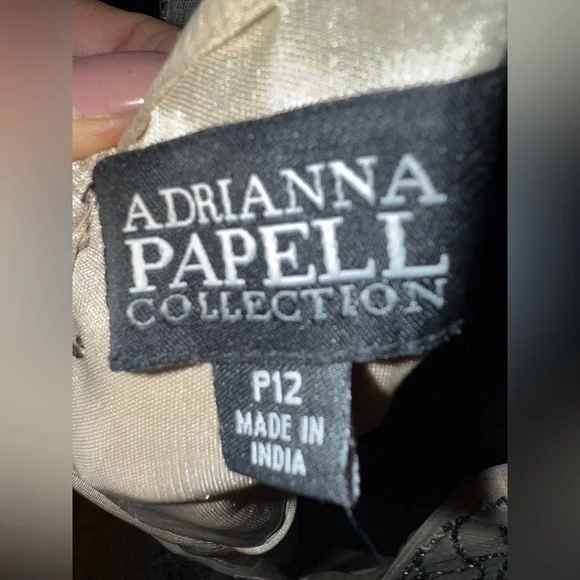 ADRIANNA
PAPELL
COLLECTION
P12
MADE IN
INDIA